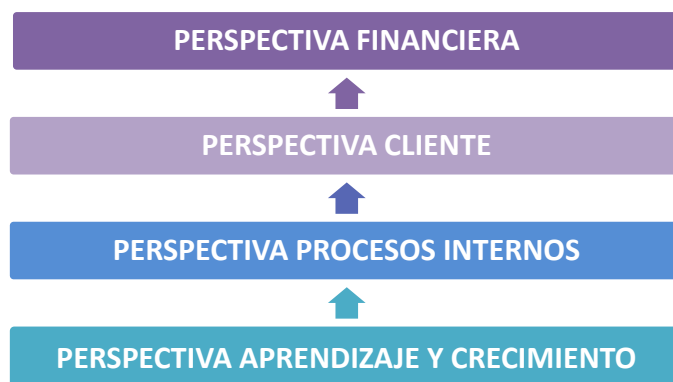 PERSPECTIVA FINANCIERA
PERSPECTIVA CLIENTE
PERSPECTIVA PROCESOS INTERNOS
PERSPECTIVA APRENDIZAJE Y CRECIMIENTO